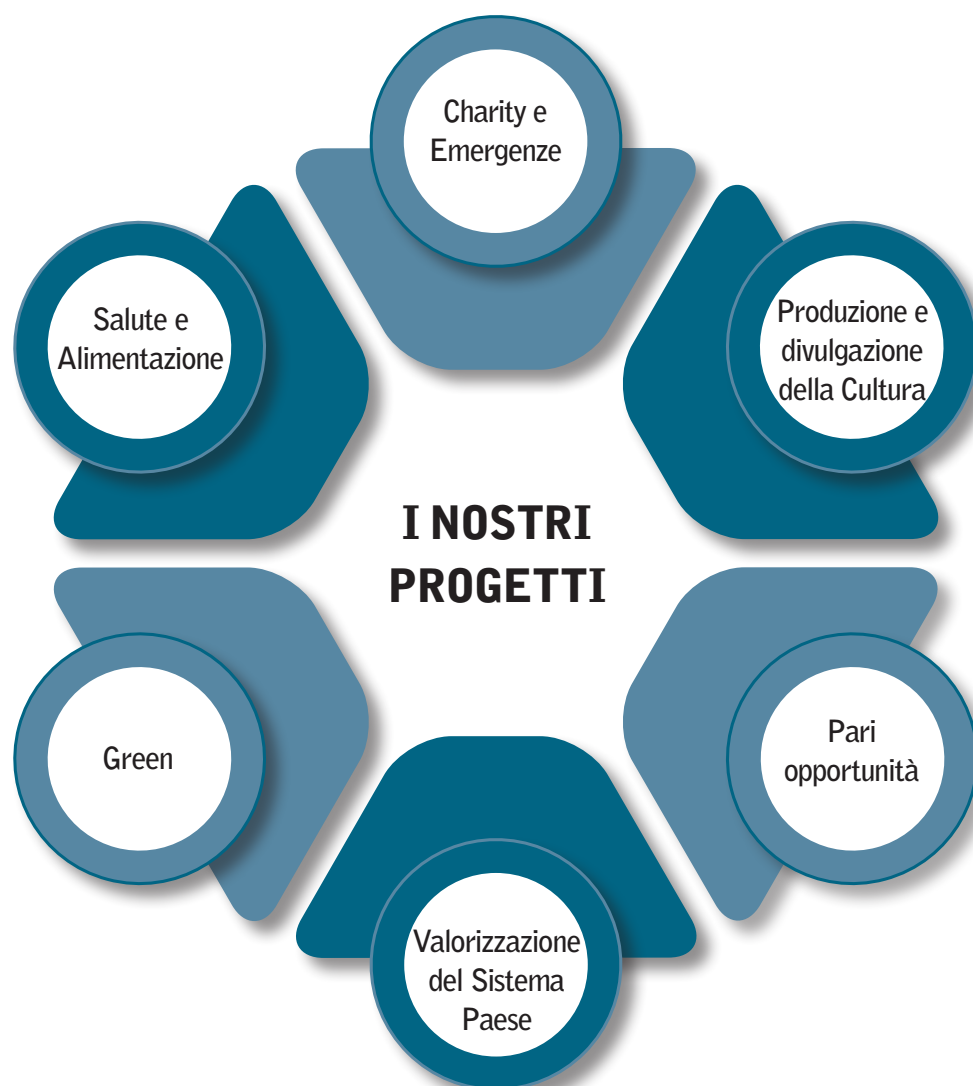 Charity e
Emergenze
Produzione e
divulgazione
della Cultura
Salute e
Alimentazione
I NOSTRI
PROGETTI
Pari
opportunità
Green
Valorizzazione
del Sistema
Paese